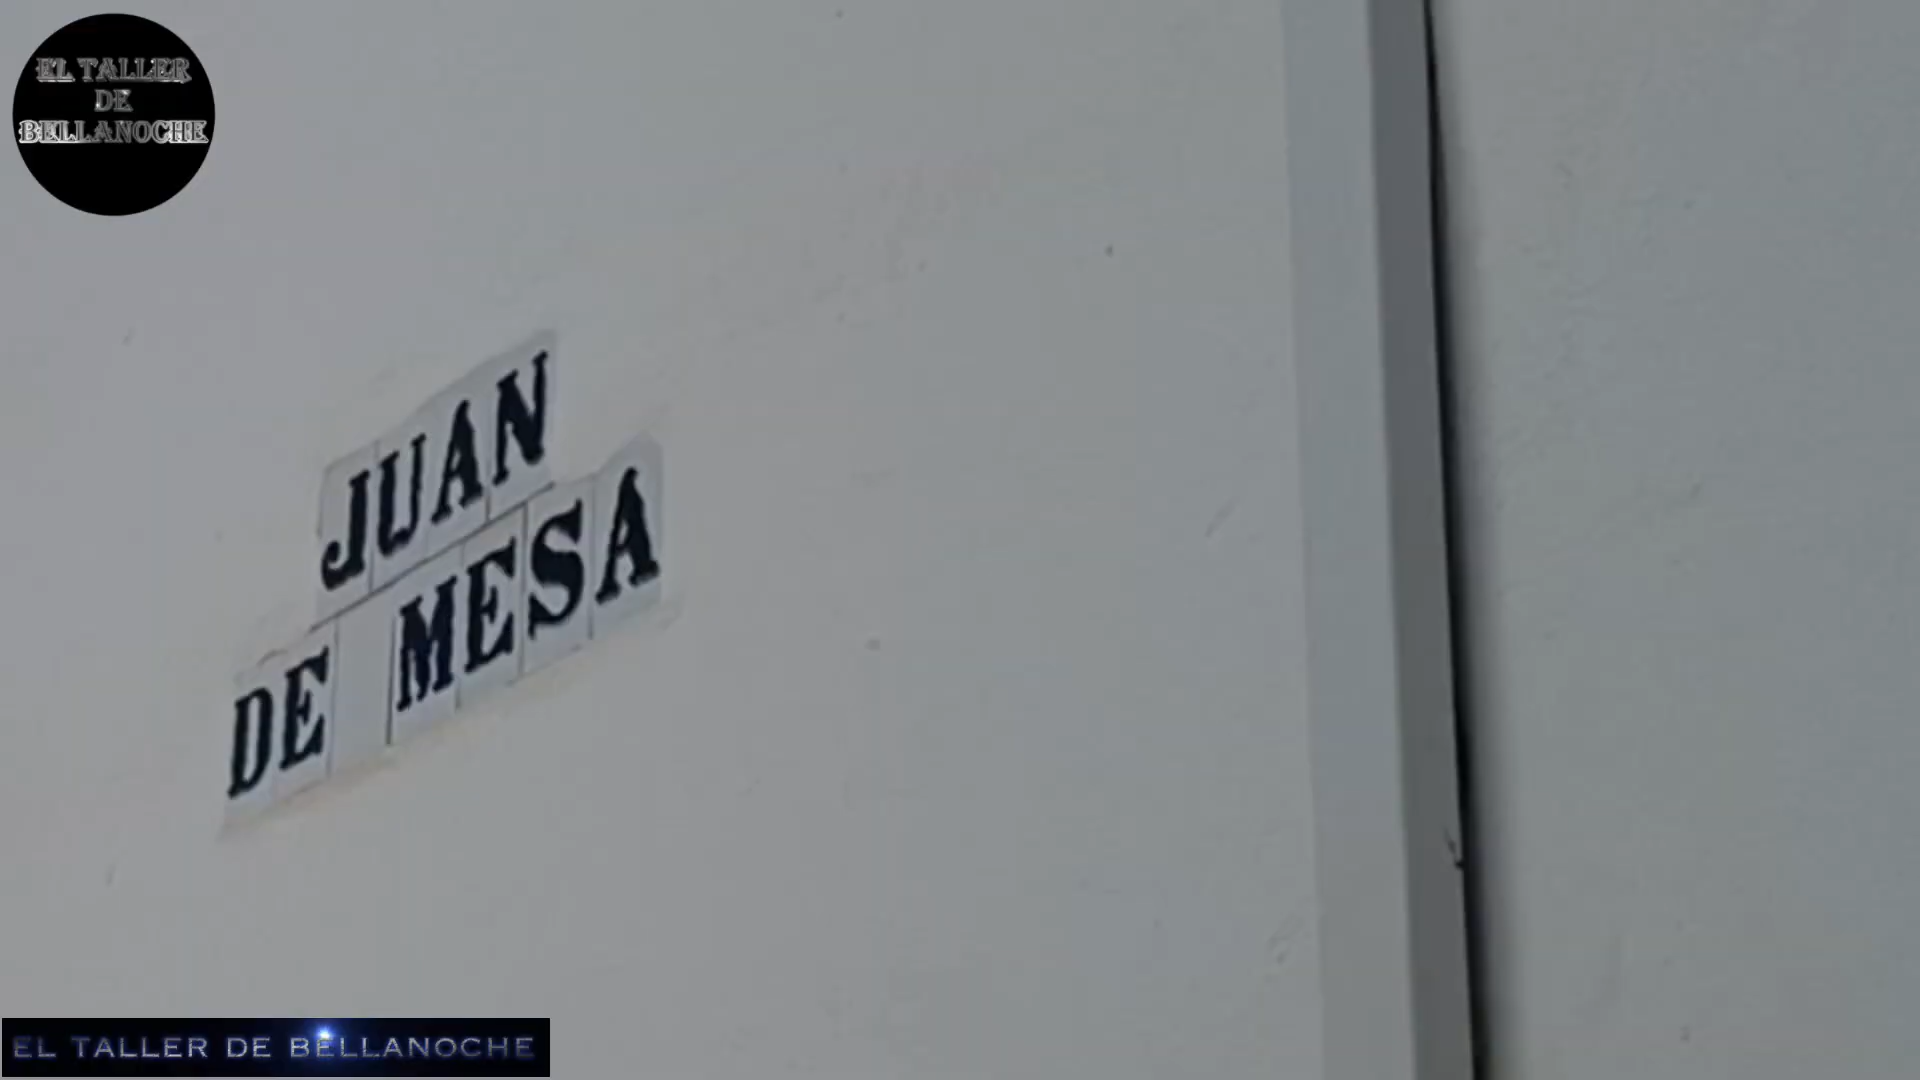 EL TALLER
DE
BELLANOCHE
JUAN
DE MESA
EL TALLER DE BELLANOCHE